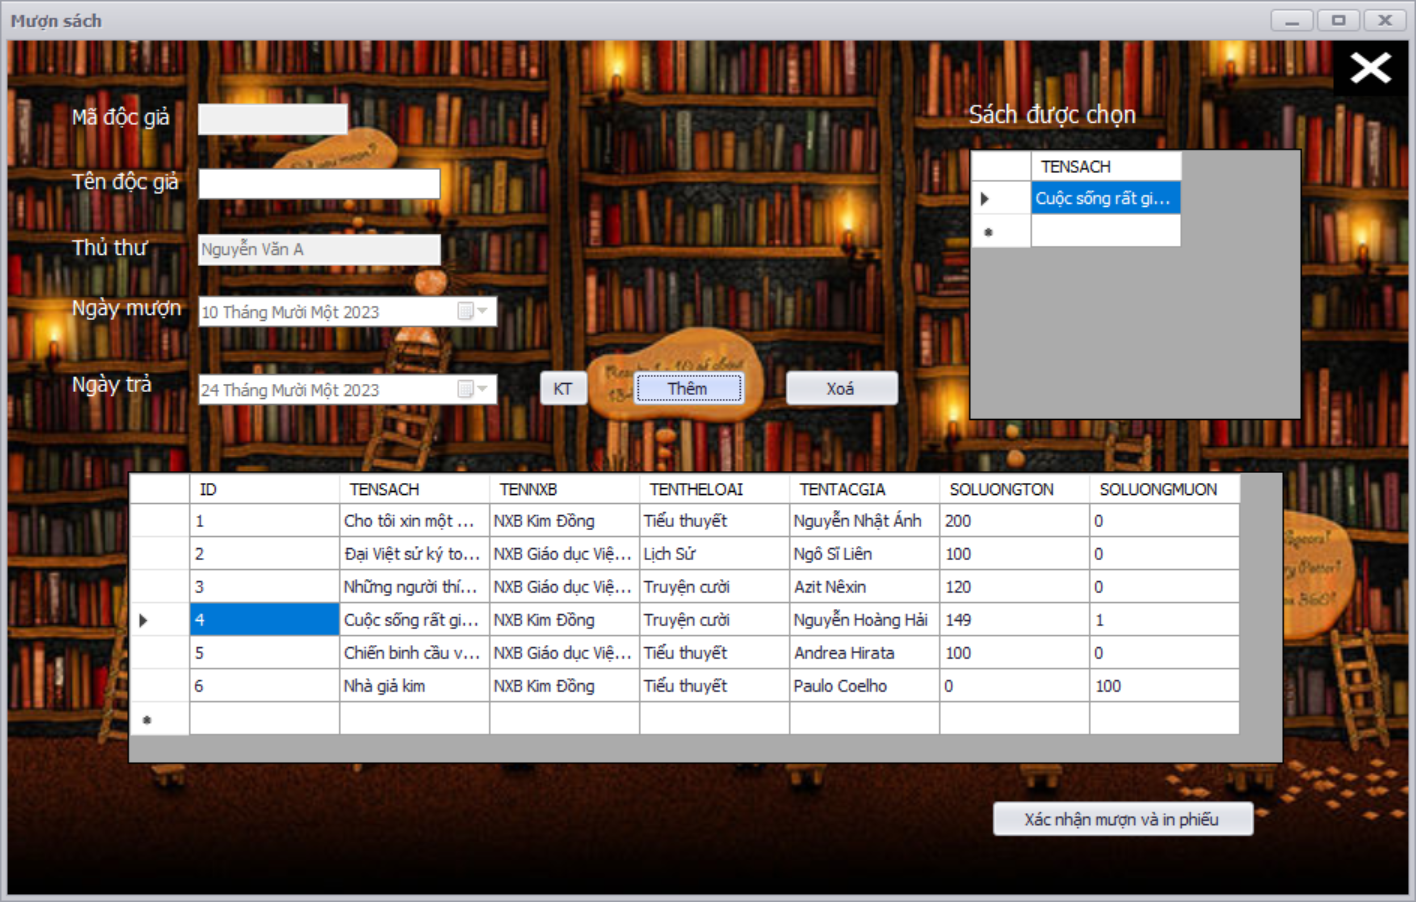 Mượn sách
Mã độc giả
Tên độc giả
Thủ thư Nguyễn Văn A
Ngày mượn 10 Tháng Mười Một 2023
Ngày trả 24 Tháng Mười Một 2023
KT Thêm Xoá
Sách được chọn
TENSACH
Cuộc sống rất gi...
ID TENSACH TENNXB TENTHELOAI TENTACGIA SOLUONGTON SOLUONGMUON
1 Cho tôi xin một ... NXB Kim Đồng Tiểu thuyết Nguyễn Nhật Ánh 200 0
2 Đại Việt sử ký to... NXB Giáo dục Việ... Lịch Sử Ngô Sĩ Liên 100 0
3 Những người thí... NXB Giáo dục Việ... Truyện cười Azit Nêxin 120 0
4 Cuộc sống rất gi... NXB Kim Đồng Truyện cười Nguyễn Hoàng Hải 149 1
5 Chiến binh cầu v... NXB Giáo dục Việ... Tiểu thuyết Andrea Hirata 100 0
6 Nhà giả kim NXB Kim Đồng Tiểu thuyết Paulo Coelho 0 100
Xác nhận mượn và in phiếu